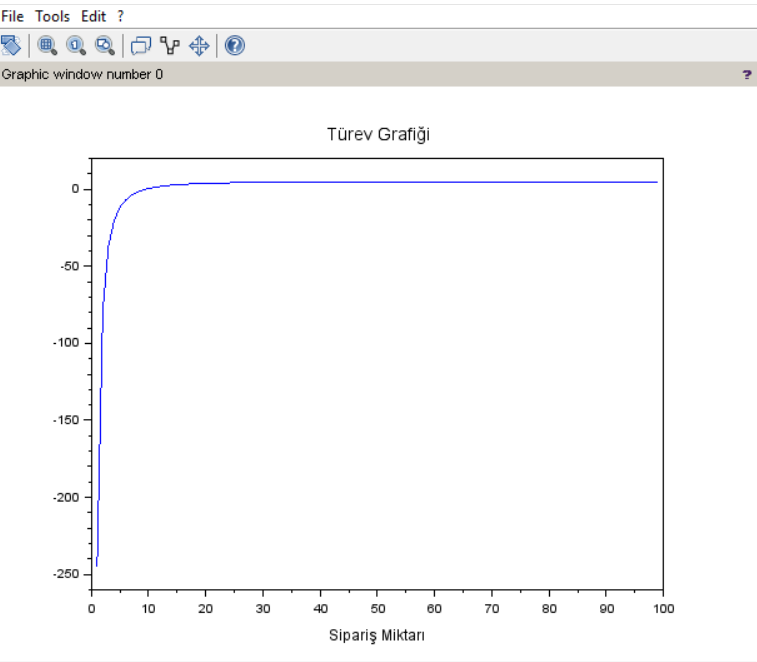 File Tools Edit ?
Graphic window number 0 ?
Türev Grafiği
0
-50
-100
-150
-200
-250
0 10 20 30 40 50 60 70 80 90 100
Sipariş Miktarı